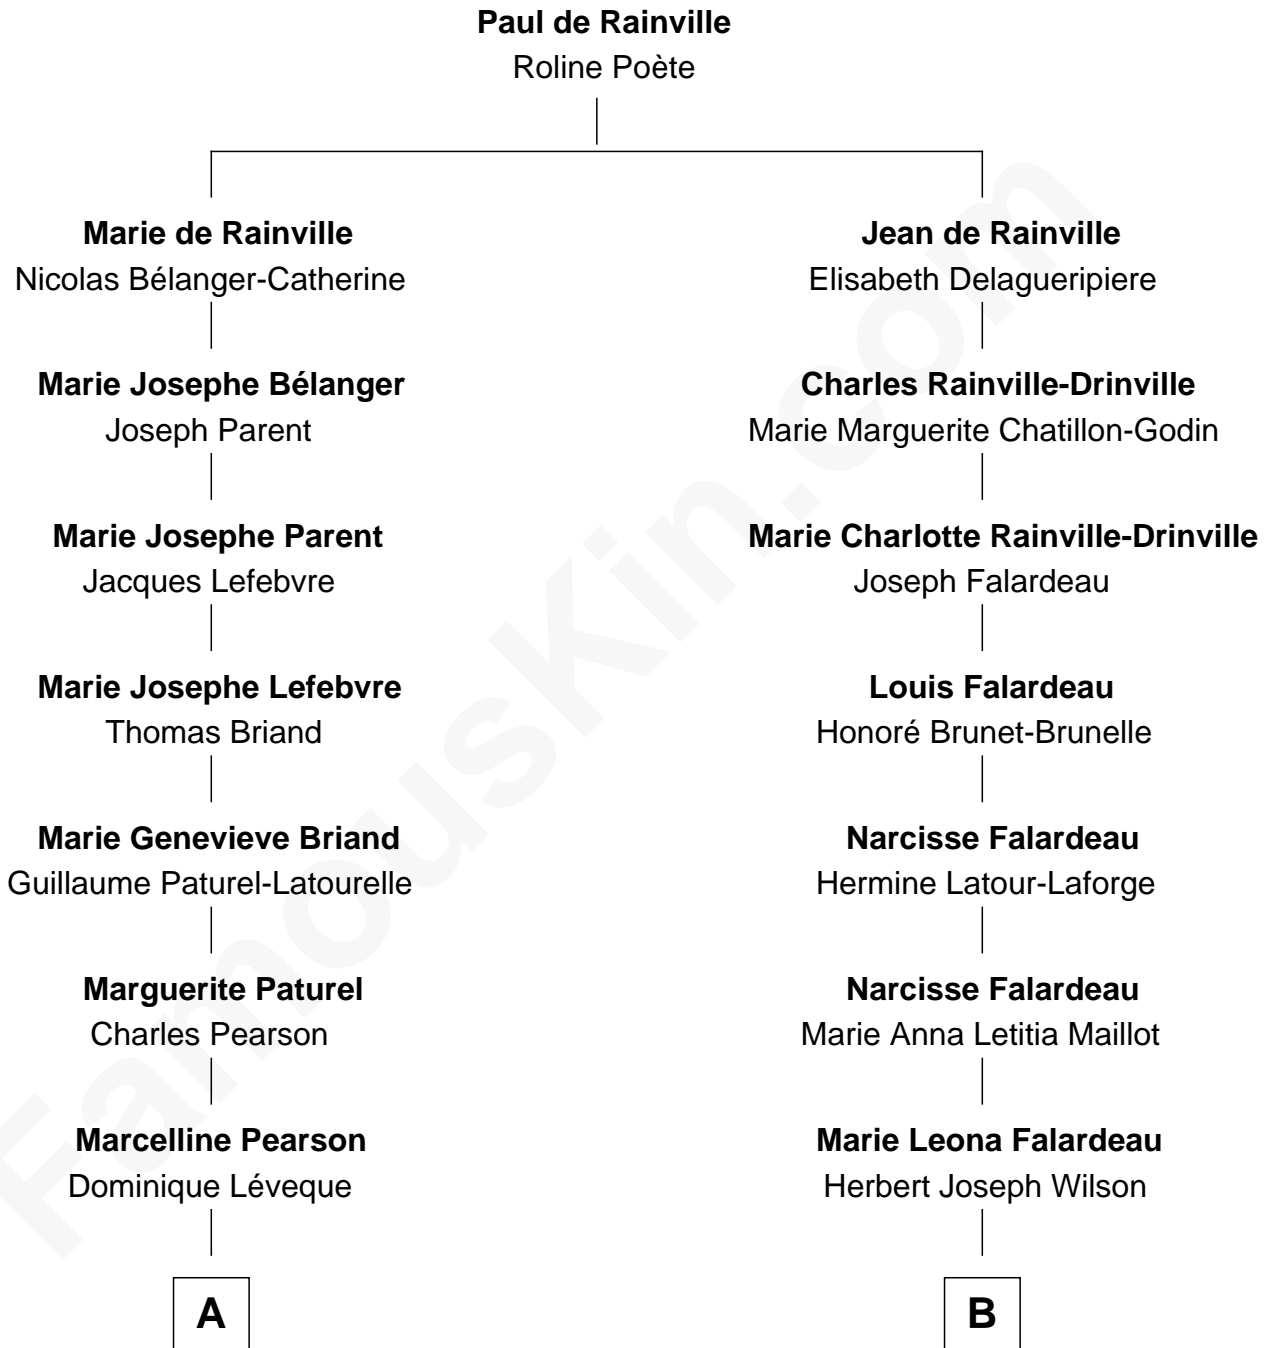 Paul de Rainville
Roline Poète
Marie de Rainville
Nicolas Bélanger-Catherine
Jean de Rainville
Elisabeth Delagueripiere
Marie Josephe Bélanger
Joseph Parent
Charles Rainville-Drinville
Marie Marguerite Chatillon-Godin
Marie Josephe Parent
Jacques Lefebvre
Marie Charlotte Rainville-Drinville
Joseph Falardeau
Marie Josephe Lefebvre
Thomas Briand
Louis Falardeau
Honoré Brunet-Brunelle
Marie Genevieve Briand
Guillaume Paturel-Latourelle
Narcisse Falardeau
Hermine Latour-Laforge
Marguerite Paturel
Charles Pearson
Narcisse Falardeau
Marie Anna Letitia Maillot
Marcelline Pearson
Dominique Léveque
Marie Leona Falardeau
Herbert Joseph Wilson
A
B
FamousKin.com